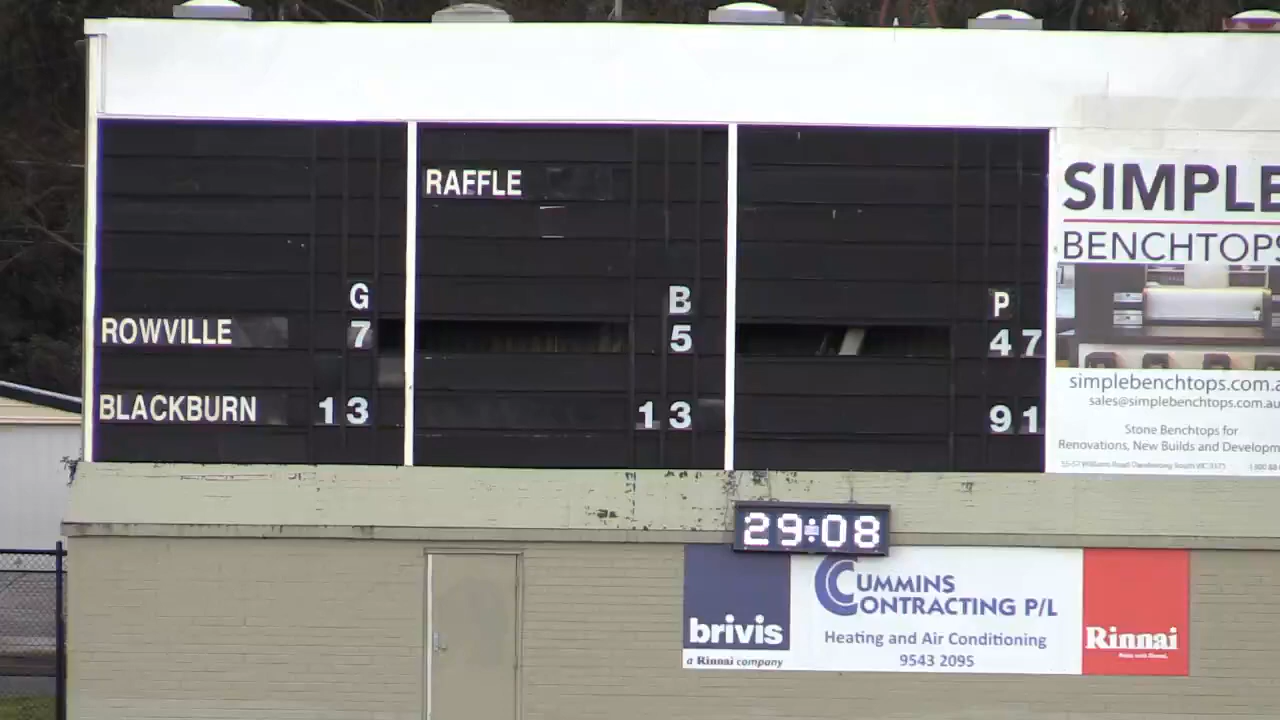 RAFFLE
G B P
ROWVILLE 7 5 47
BLACKBURN 13 13 91
SIMPLE
BENCHTOPS
simplebenchtops.com.a
sales@simplebenchtops.com.au
Stone Benchtops for
Renovations, New Builds and Developm
29:08
CUMMINS
CONTRACTING P/L
Heating and Air Conditioning
9543 2095
brivis
a Rinnai company
Rinnai